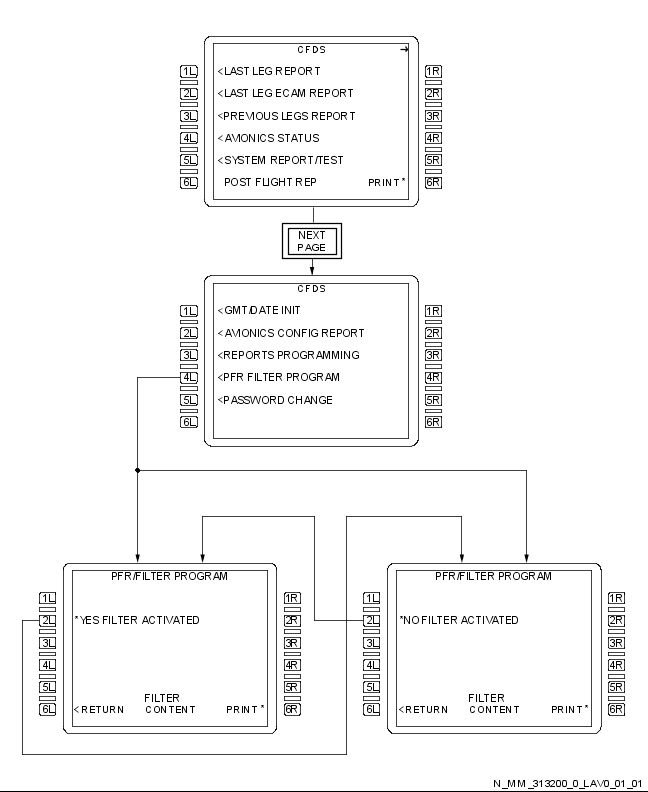 CFDS →
1L <LAST LEG REPORT 1R
2L <LAST LEG ECAM REPORT 2R
3L <PREVIOUS LEGS REPORT 3R
4L <AVIONICS STATUS 4R
5L <SYSTEM REPORT/TEST 5R
6L POST FLIGHT REP PRINT* 6R
NEXT
PAGE
CFDS
1L <GMT/DATE INIT 1R
2L <AVIONICS CONFIG REPORT 2R
3L <REPORTS PROGRAMMING 3R
4L <PFR FILTER PROGRAM 4R
5L <PASSWORD CHANGE 5R
6L 6R
PFR/FILTER PROGRAM
1L 1R
2L *YES FILTER ACTIVATED 2R
3L 3R
4L 4R
5L 5R
FILTER
6L <RETURN CONTENT PRINT* 6R
PFR/FILTER PROGRAM
1L 1R
2L *NO FILTER ACTIVATED 2R
3L 3R
4L 4R
5L 5R
FILTER
6L <RETURN CONTENT PRINT* 6R
N_MM_313200_0_LAV0_01_01